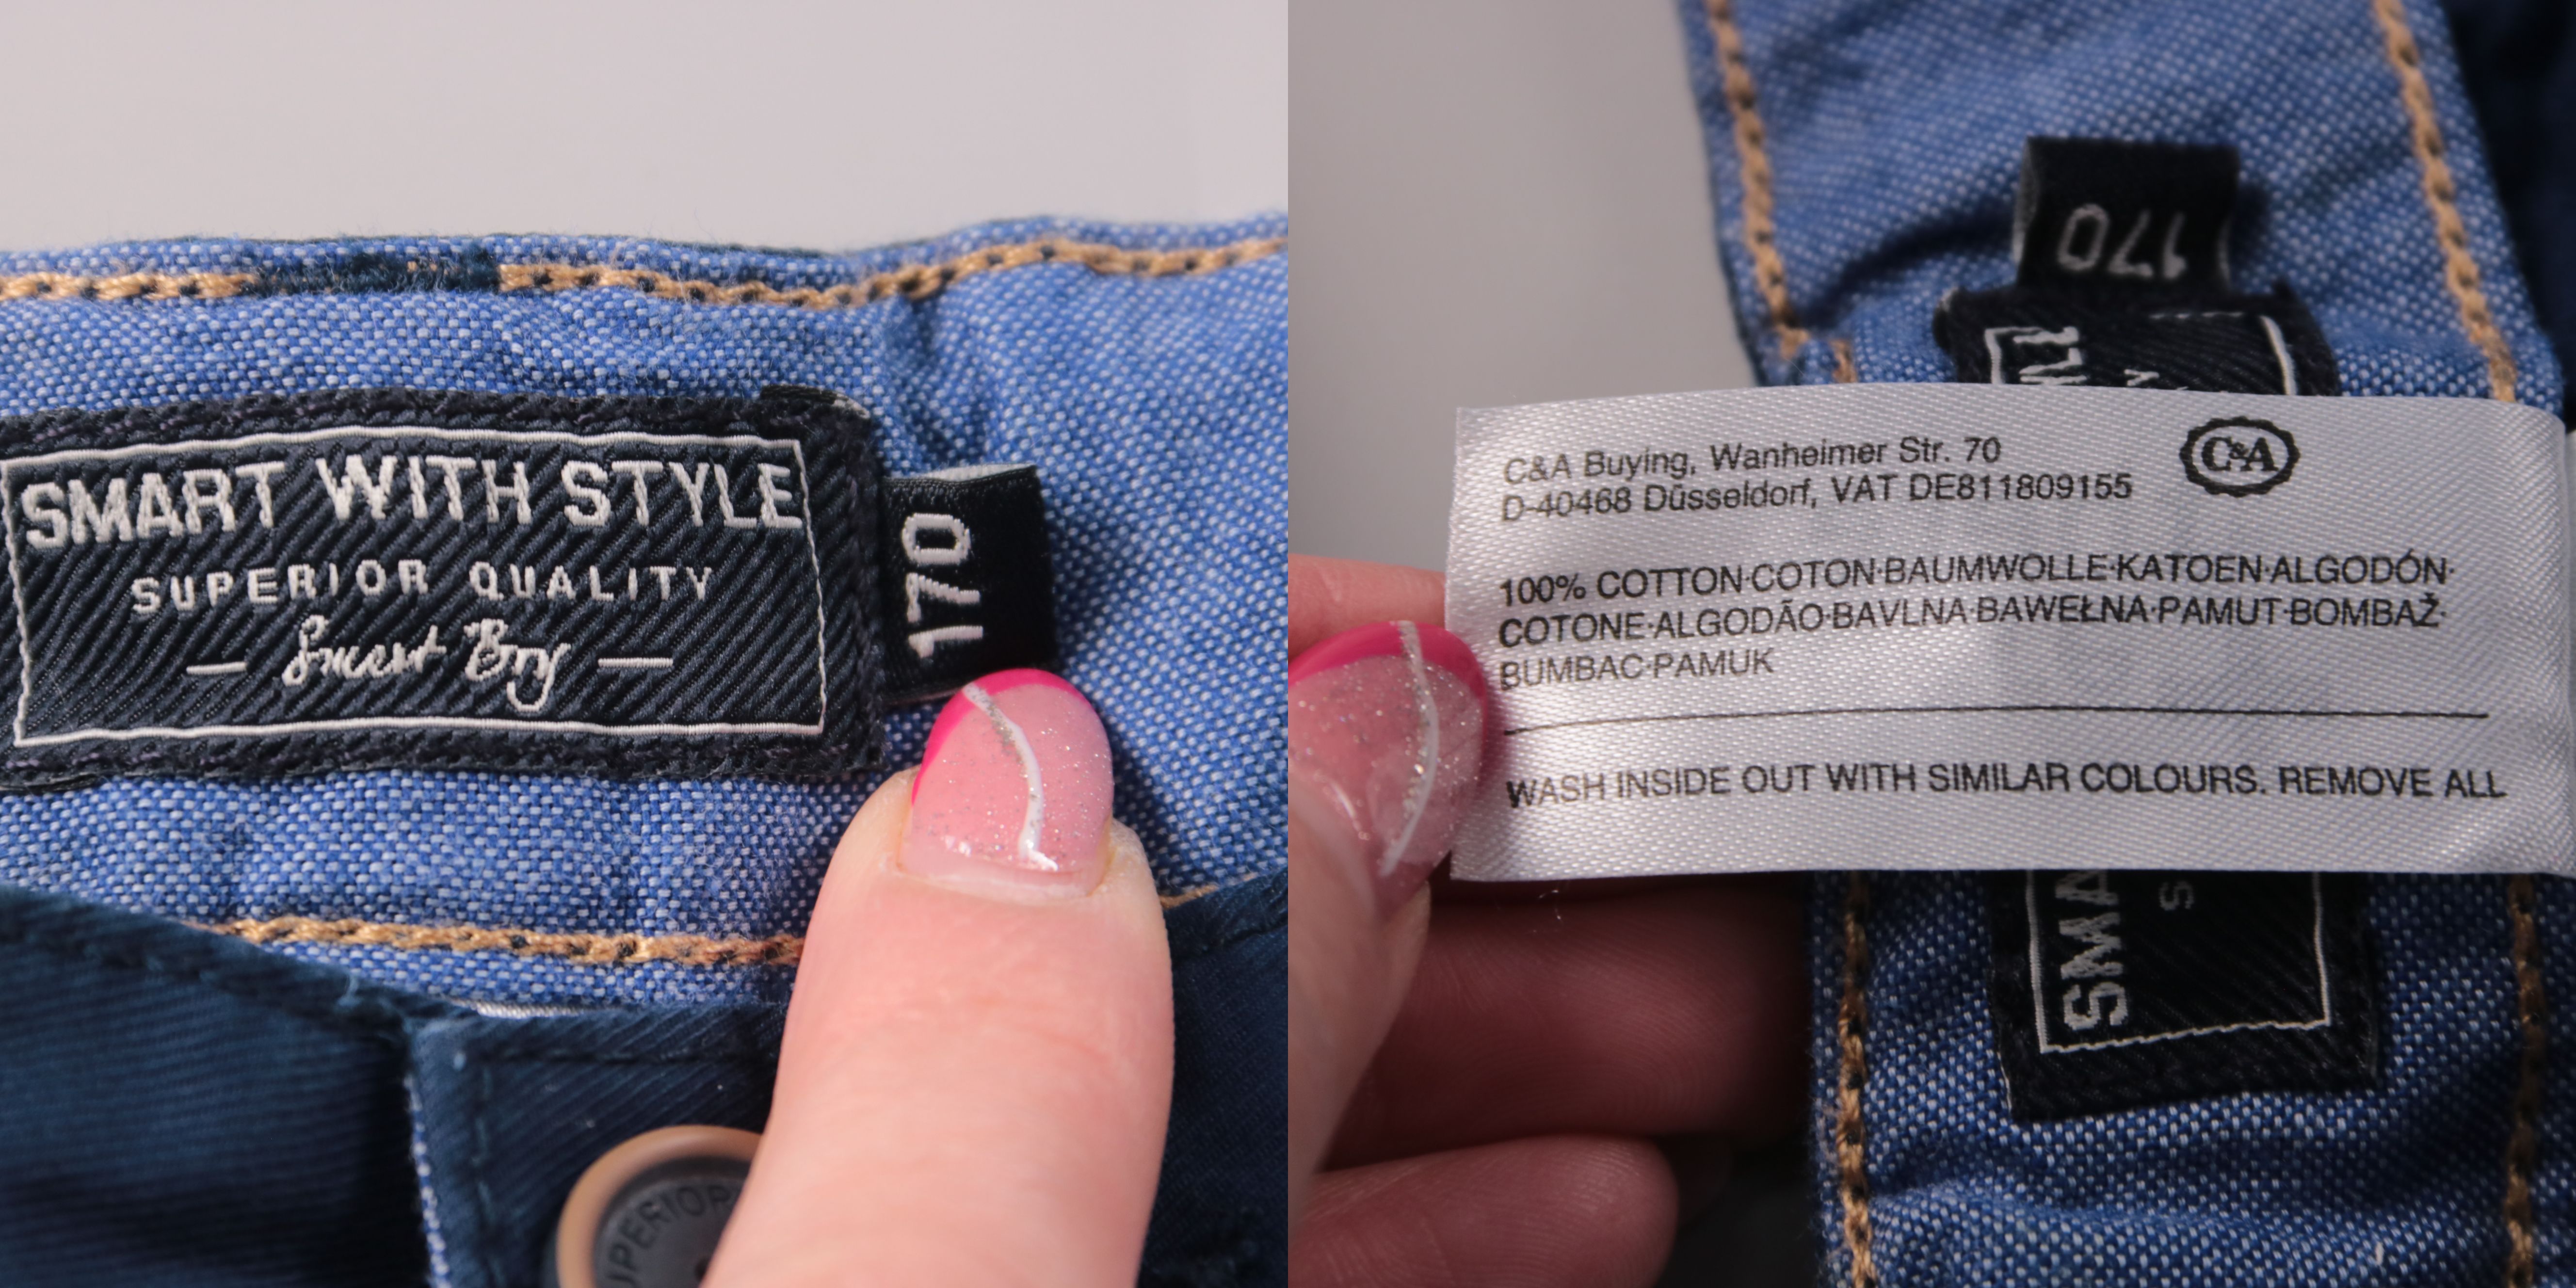 SMART WITH STYLE
SUPERIOR QUALITY
Smart Boy
170
SUPERIOR
170
C&A Buying, Wanheimer Str. 70
D-40468 Düsseldorf, VAT DE811809155
C&A
100% COTTON·COTON·BAUMWOLLE·KATOEN·ALGODÓN·
COTONE·ALGODÃO·BAVLNA·BAWEŁNA·PAMUT·BOMBAŽ·
BUMBAC·PAMUK
WASH INSIDE OUT WITH SIMILAR COLOURS. REMOVE ALL
SMA
S